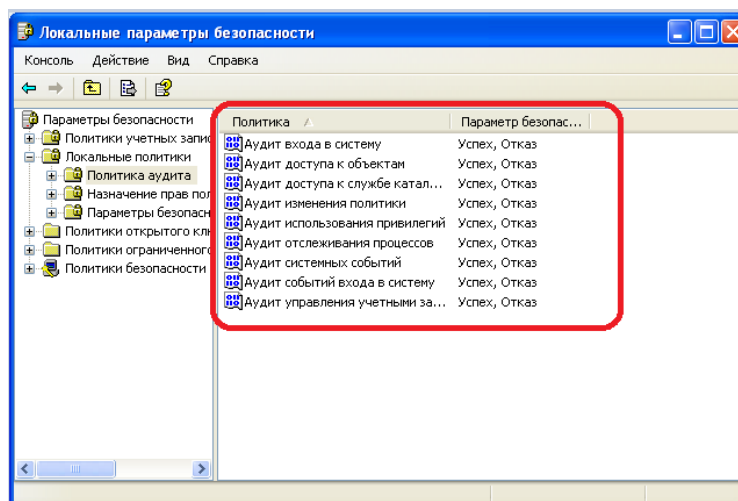 Локальные параметры безопасности
Консоль Действие Вид Справка
Параметры безопасности
Политики учетных запис
Локальные политики
Политика аудита
Назначение прав пол
Параметры безопасн
Политики открытого клн
Политики ограниченного
Политики безопасности
Политика Параметр безопас...
Аудит входа в систему Успех, Отказ
Аудит доступа к объектам Успех, Отказ
Аудит доступа к службе катал... Успех, Отказ
Аудит изменения политики Успех, Отказ
Аудит использования привилегий Успех, Отказ
Аудит отслеживания процессов Успех, Отказ
Аудит системных событий Успех, Отказ
Аудит событий входа в систему Успех, Отказ
Аудит управления учетными за... Успех, Отказ